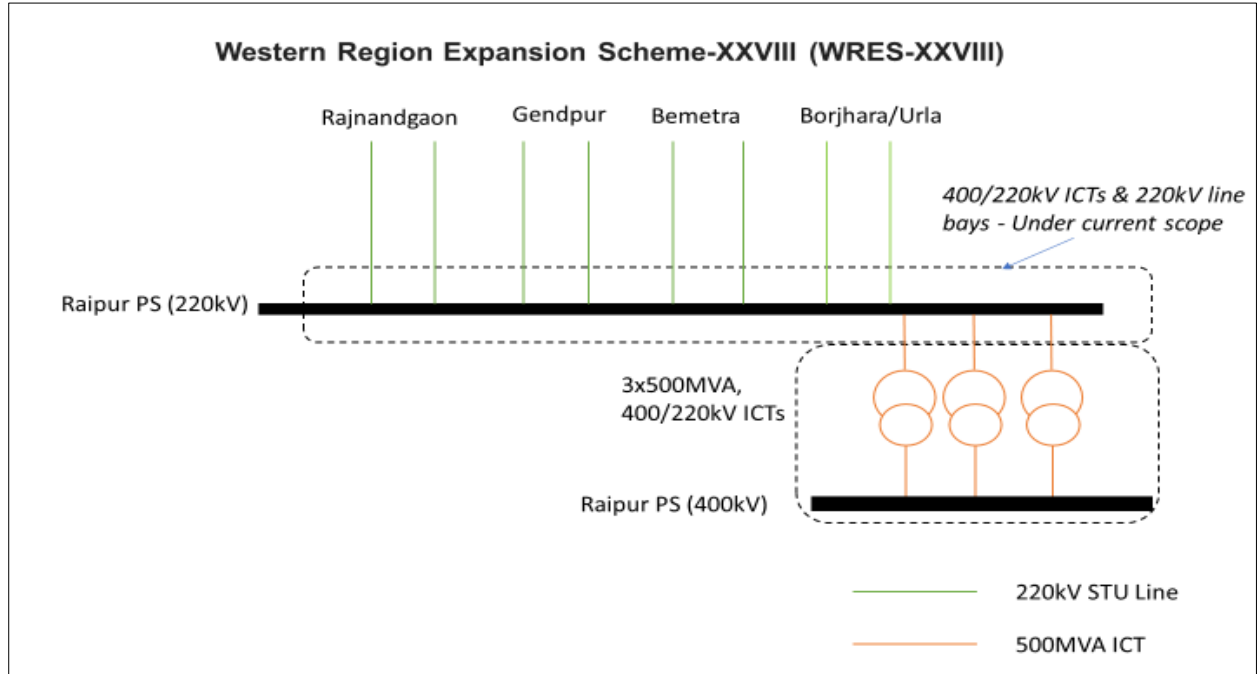 Western Region Expansion Scheme-XXVIII (WRES-XXVIII)
Rajnandgaon
Gendpur
Bemetra
Borjhara/Urla
400/220kV ICTs & 220kV line
bays - Under current scope
Raipur PS (220kV)
3x500MVA,
400/220kV ICTs
Raipur PS (400kV)
220kV STU Line
500MVA ICT